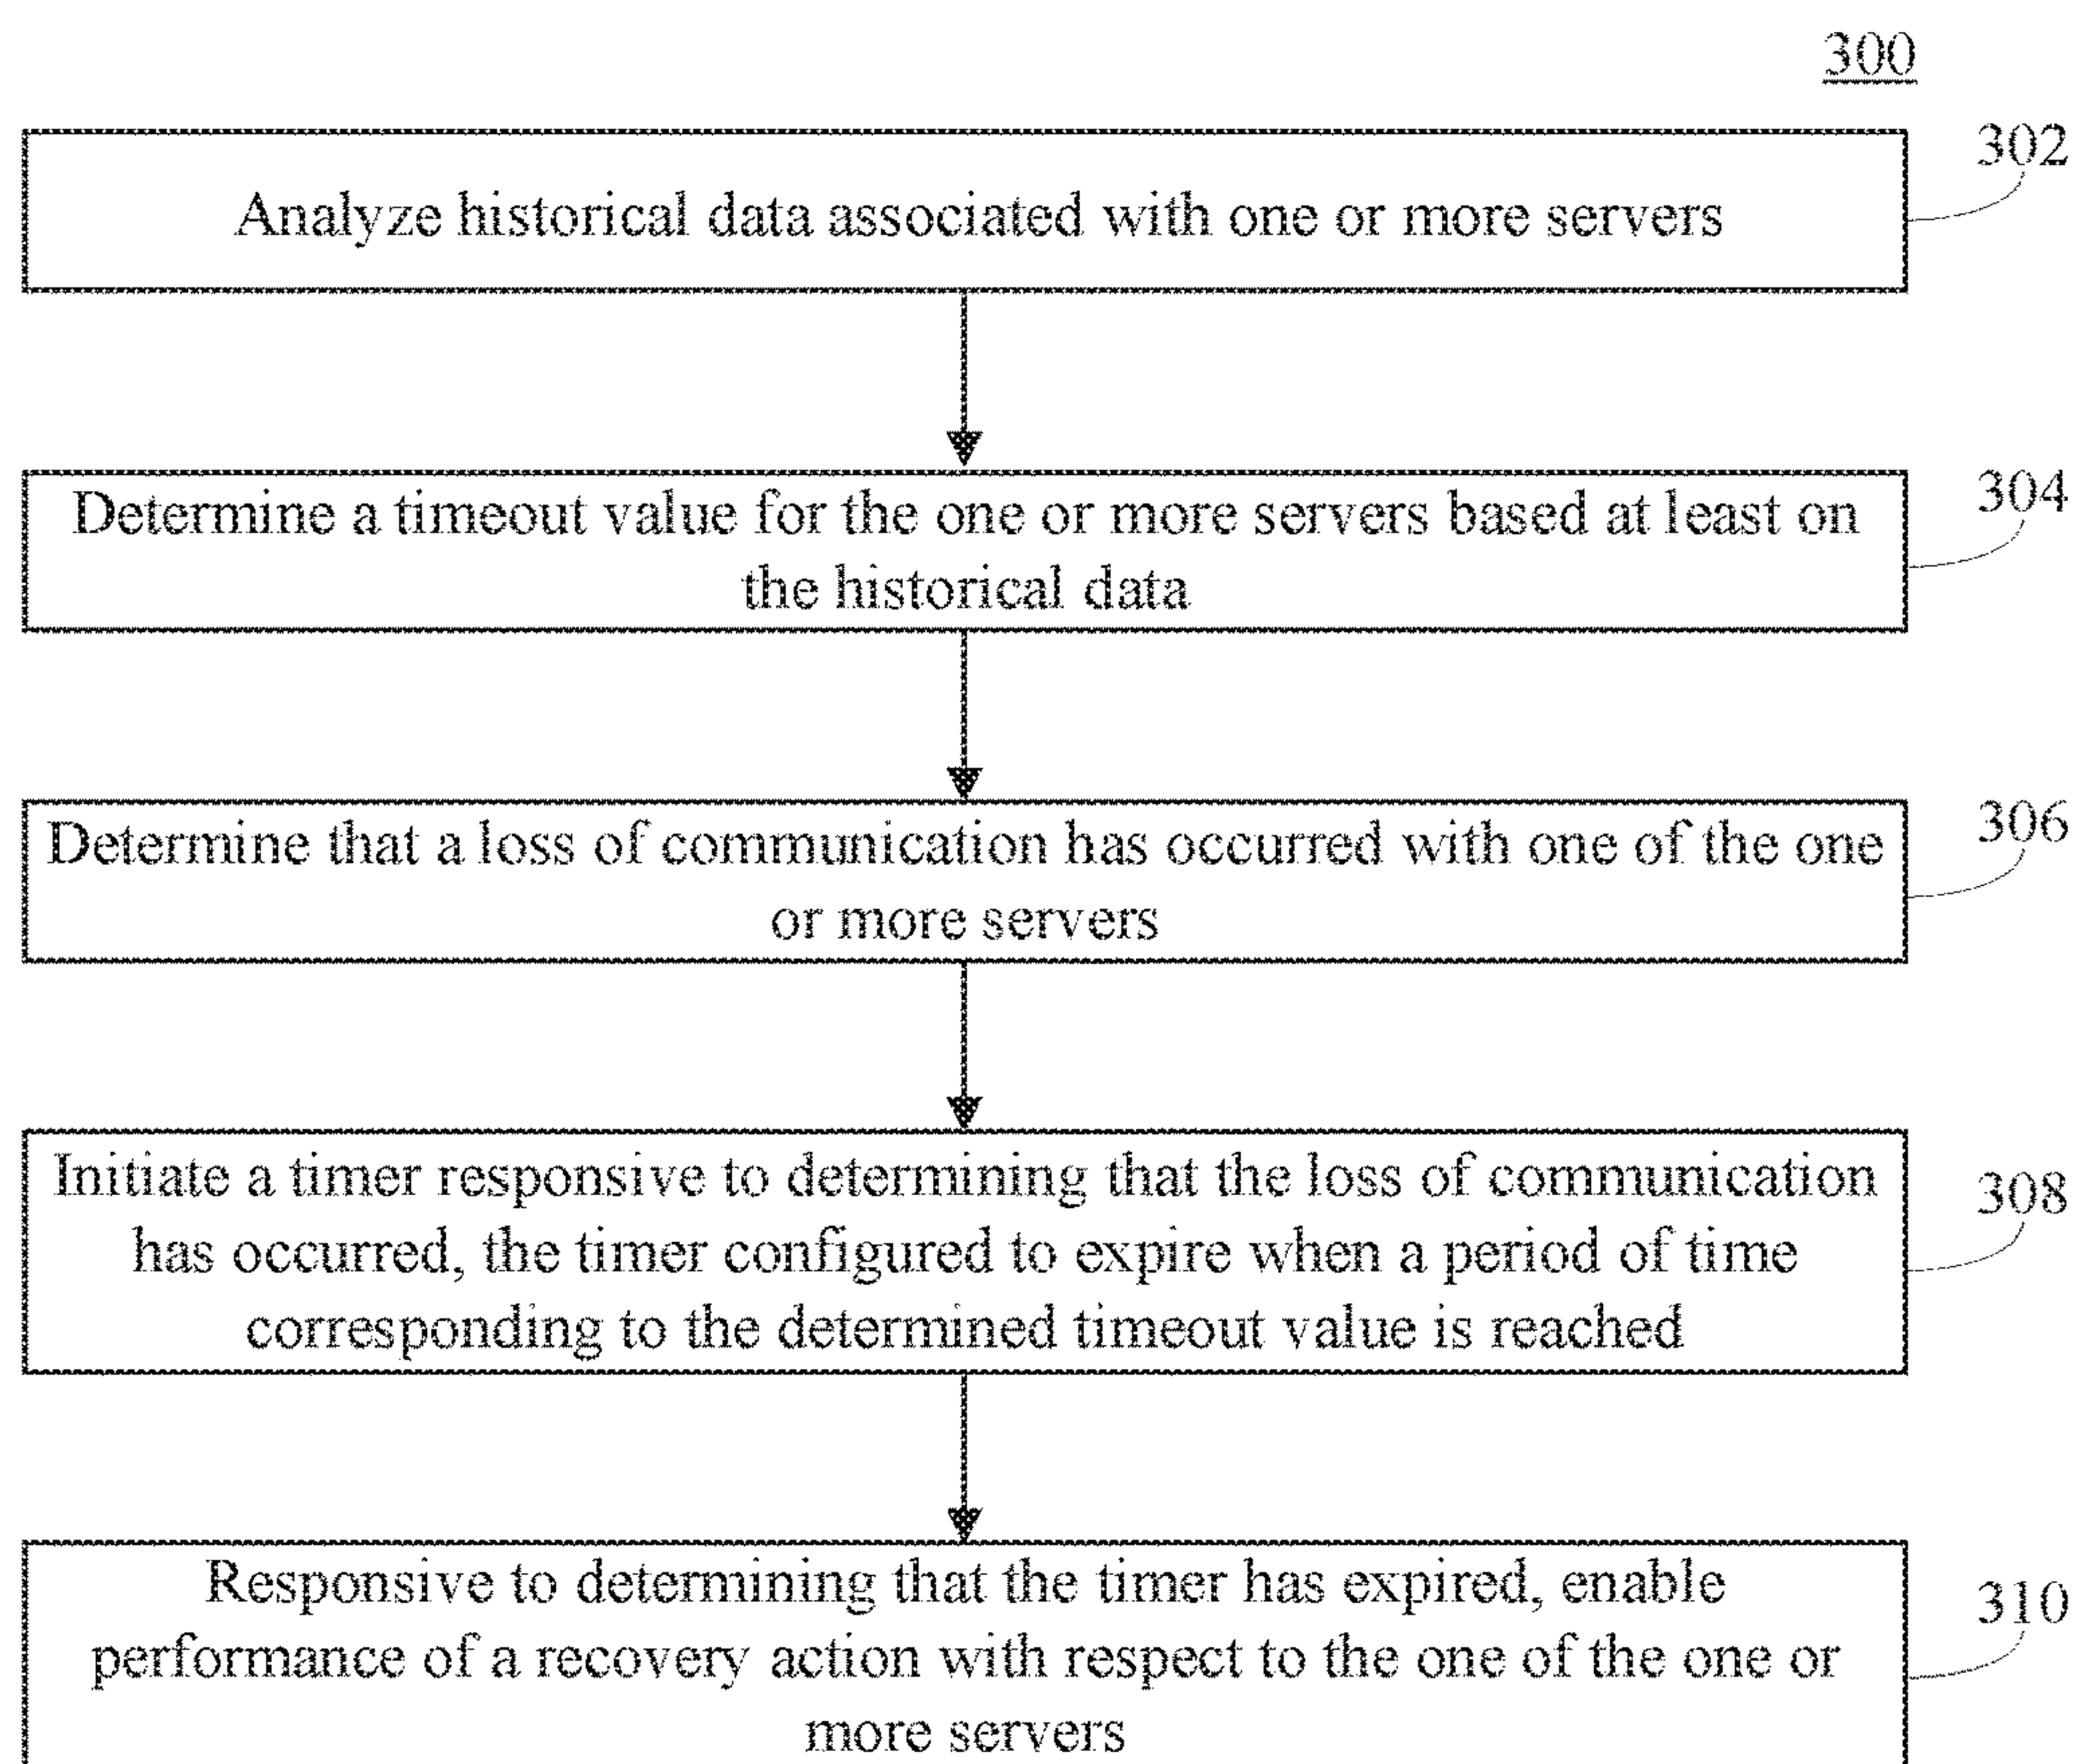 300
302
Analyze historical data associated with one or more servers
304
Determine a timeout value for the one or more servers based at least on
the historical data
306
Determine that a loss of communication has occurred with one of the one
or more servers
308
Initiate a timer responsive to determining that the loss of communication
has occurred, the timer configured to expire when a period of time
corresponding to the determined timeout value is reached
310
Responsive to determining that the timer has expired, enable
performance of a recovery action with respect to the one of the one or
more servers